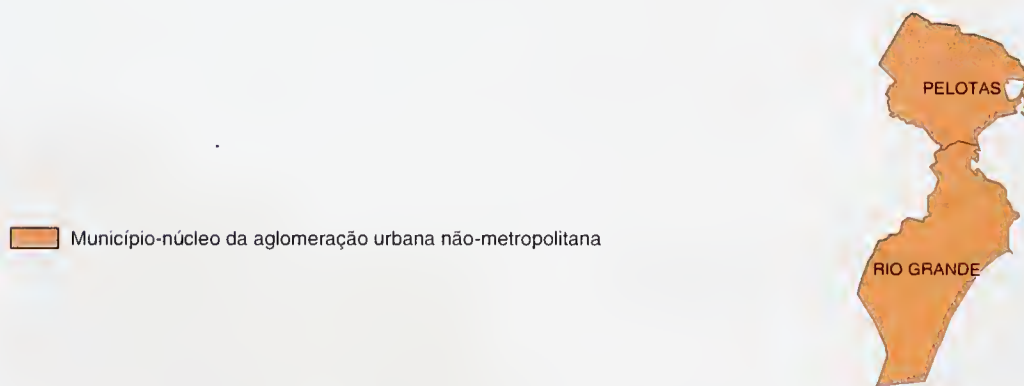 PELOTAS
Município-núcleo da aglomeração urbana não-metropolitana
RIO GRANDE